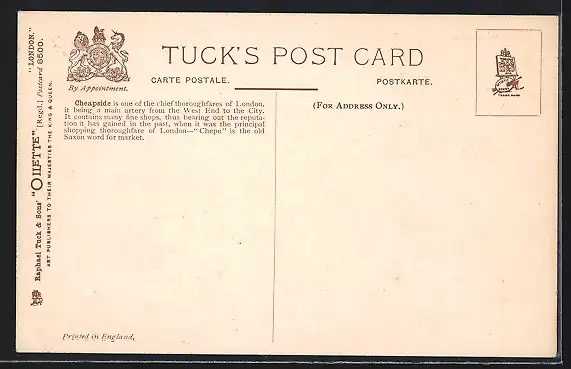 TUCK'S POST CARD
By Appointment.
CARTE POSTALE.
POSTKARTE.
Cheapside is one of the chief thoroughfares of London,
it being a main artery from the West End to the City.
It contains many fine shops, thus bearing out the reputa-
tion it has gained in the past, when it was the principal
shopping thoroughfare of London—"Chepe" is the old
Saxon word for market.
(FOR ADDRESS ONLY.)
Raphael Tuck & Sons' "OILETTE" [Regd.] Postcard 8500. "LONDON."
ART PUBLISHERS TO THEIR MAJESTIES THE KING & QUEEN.
Printed in England,
TRADE MARK